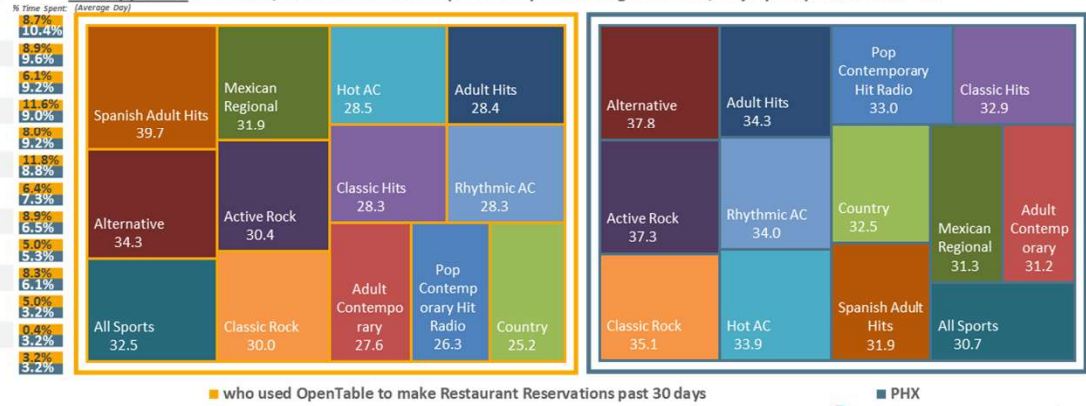 % Time Spent: (Average Day)
8.7%
10.4%
8.9%
9.6%
6.1%
9.2%
11.6%
9.0%
8.0%
9.2%
11.8%
8.8%
6.4%
7.3%
8.9%
6.5%
5.0%
5.3%
8.3%
6.1%
5.0%
3.2%
0.4%
3.2%
3.2%
3.2%
Spanish Adult Hits
39.7
Alternative
34.3
All Sports
32.5
Mexican
Regional
31.9
Active Rock
30.4
Classic Rock
30.0
Hot AC
28.5
Adult Hits
28.4
Classic Hits
28.3
Rhythmic AC
28.3
Adult
Contempo
rary
27.6
Pop
Contemp
orary Hit
Radio
26.3
Country
25.2
Alternative
37.8
Active Rock
37.3
Classic Rock
35.1
Adult Hits
34.3
Rhythmic AC
34.0
Hot AC
33.9
Pop
Contemporary
Hit Radio
33.0
Classic Hits
32.9
Country
32.5
Spanish Adult
Hits
31.9
Mexican
Regional
31.3
Adult
Contemp
orary
31.2
All Sports
30.7
who used OpenTable to make Restaurant Reservations past 30 days
PHX